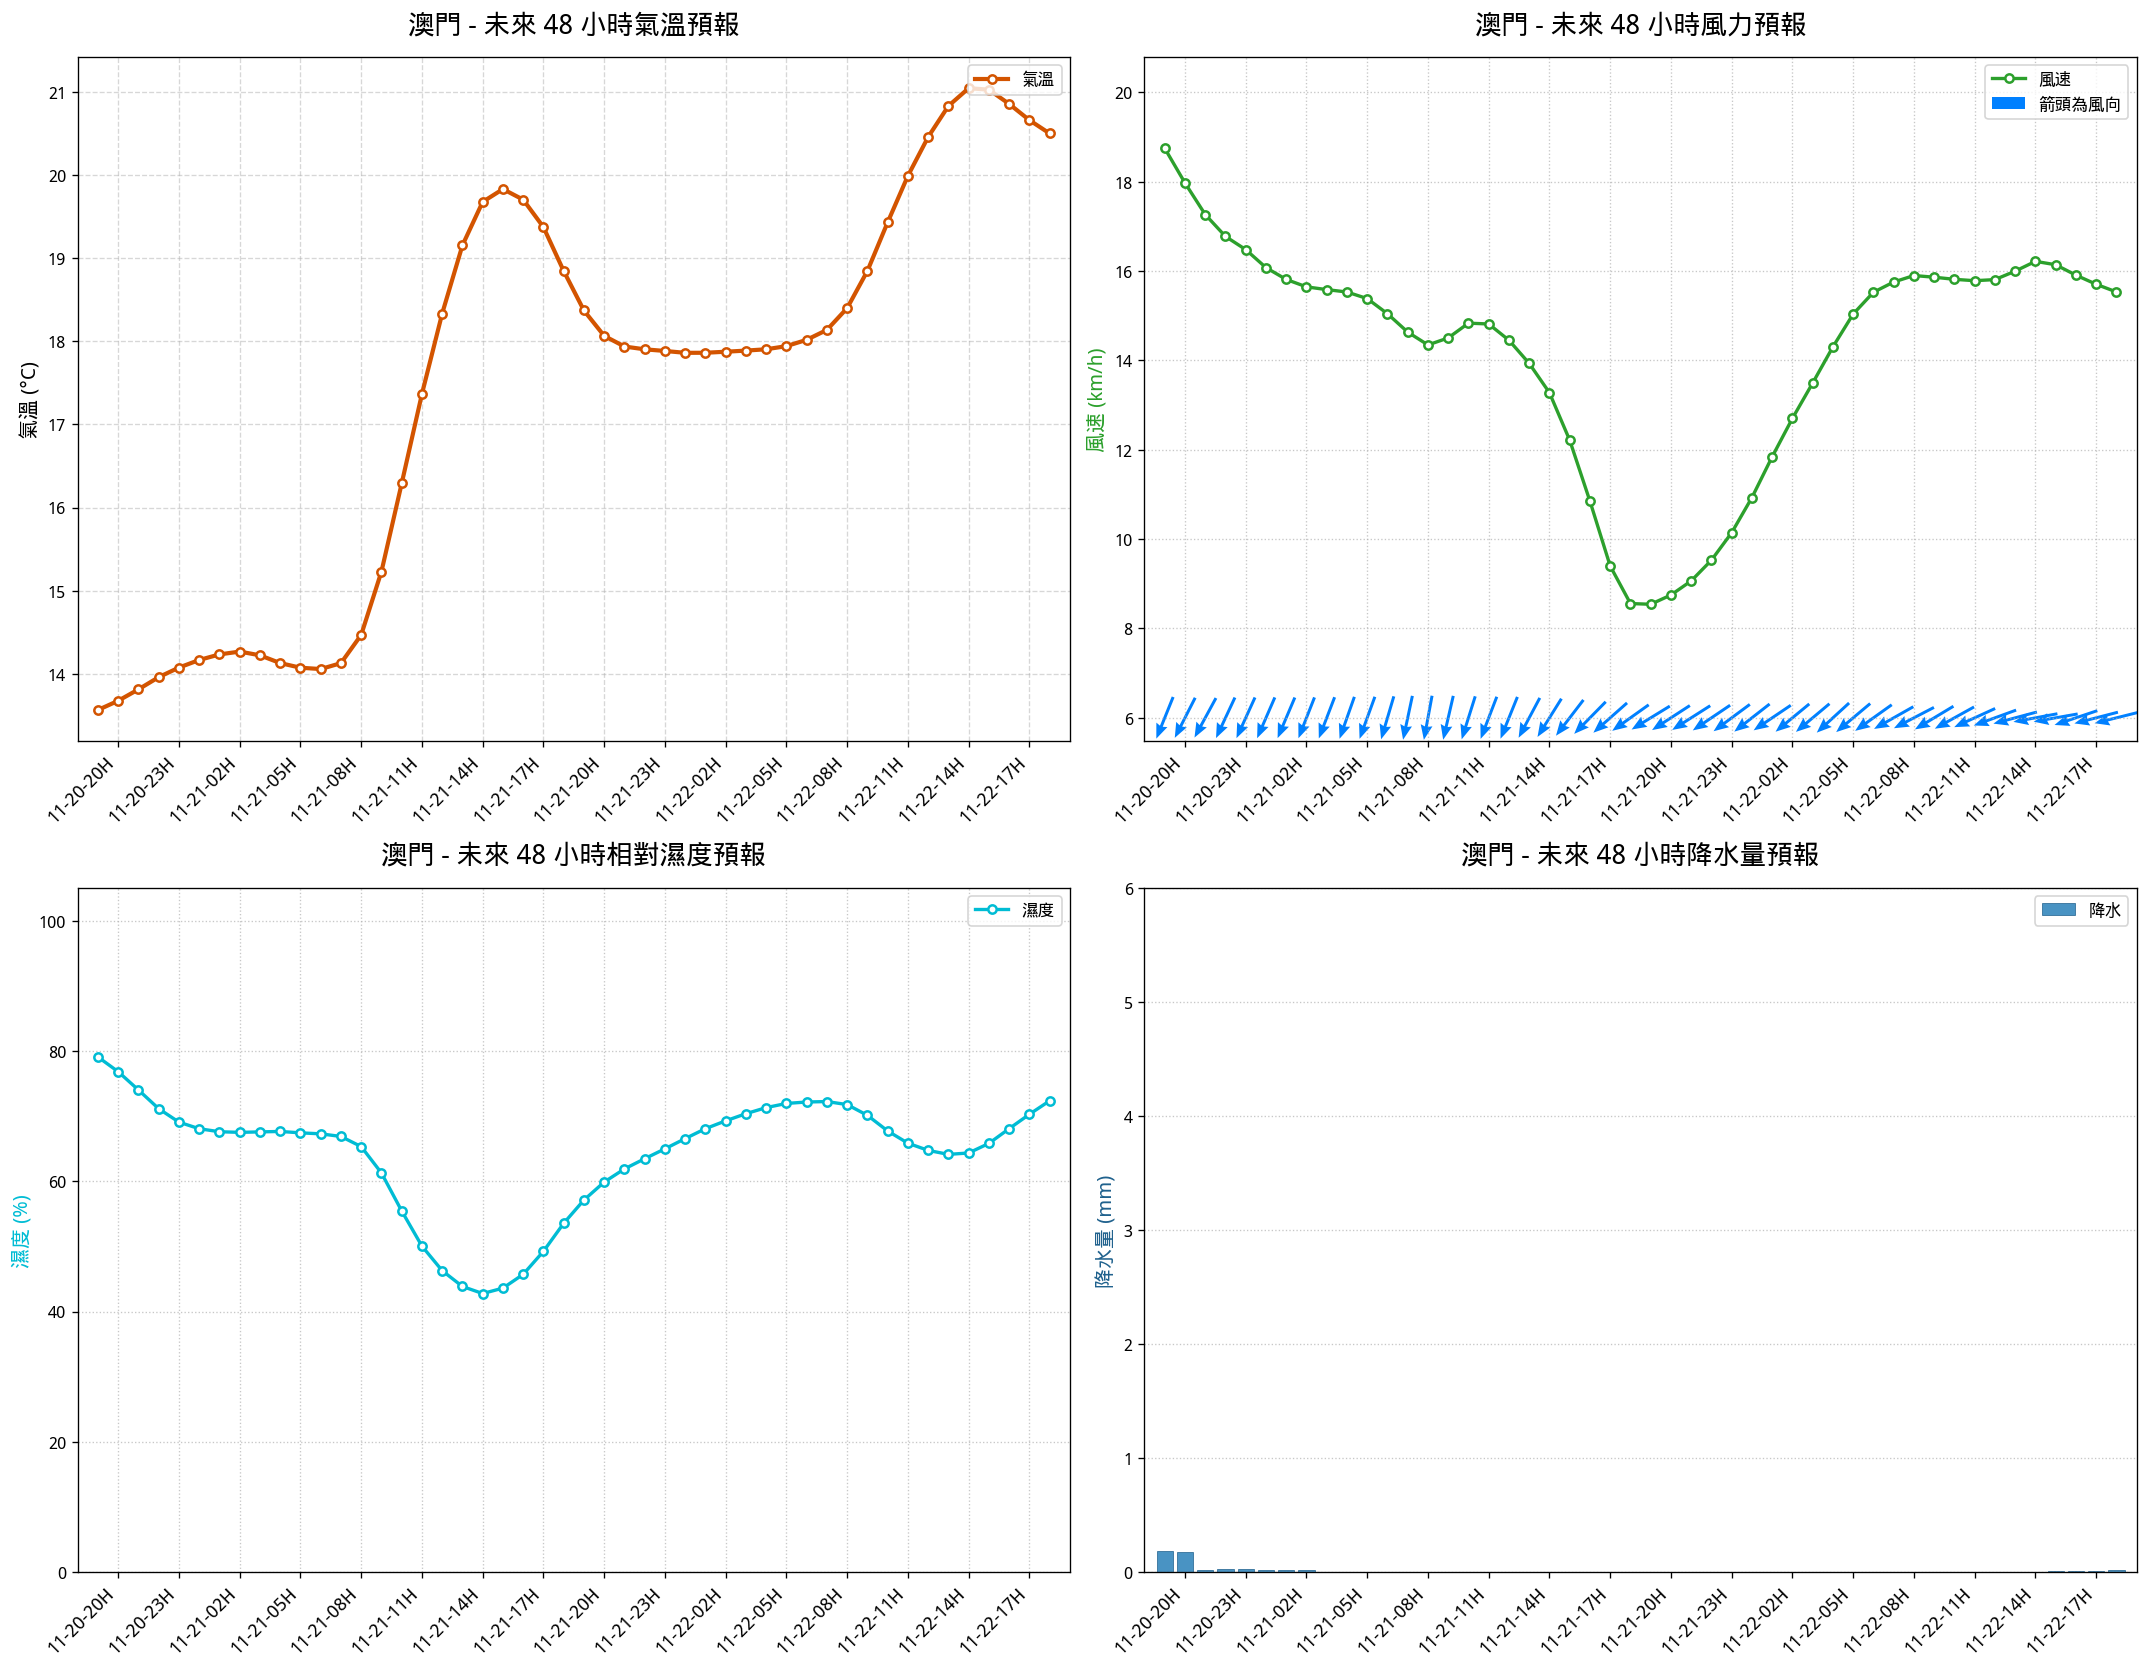 澳門 - 未來 48 小時氣溫預報
氣溫
21
20
19
18
17
16
15
14
氣溫 (°C)
11-20-20H
11-20-23H
11-21-02H
11-21-05H
11-21-08H
11-21-11H
11-21-14H
11-21-17H
11-21-20H
11-21-23H
11-22-02H
11-22-05H
11-22-08H
11-22-11H
11-22-14H
11-22-17H
澳門 - 未來 48 小時風力預報
風速
箭頭為風向
20
18
16
14
12
10
8
6
風速 (km/h)
11-20-20H
11-20-23H
11-21-02H
11-21-05H
11-21-08H
11-21-11H
11-21-14H
11-21-17H
11-21-20H
11-21-23H
11-22-02H
11-22-05H
11-22-08H
11-22-11H
11-22-14H
11-22-17H
澳門 - 未來 48 小時相對濕度預報
濕度
100
80
60
40
20
0
濕度 (%)
11-20-20H
11-20-23H
11-21-02H
11-21-05H
11-21-08H
11-21-11H
11-21-14H
11-21-17H
11-21-20H
11-21-23H
11-22-02H
11-22-05H
11-22-08H
11-22-11H
11-22-14H
11-22-17H
澳門 - 未來 48 小時降水量預報
降水
6
5
4
3
2
1
0
降水量 (mm)
11-20-20H
11-20-23H
11-21-02H
11-21-05H
11-21-08H
11-21-11H
11-21-14H
11-21-17H
11-21-20H
11-21-23H
11-22-02H
11-22-05H
11-22-08H
11-22-11H
11-22-14H
11-22-17H